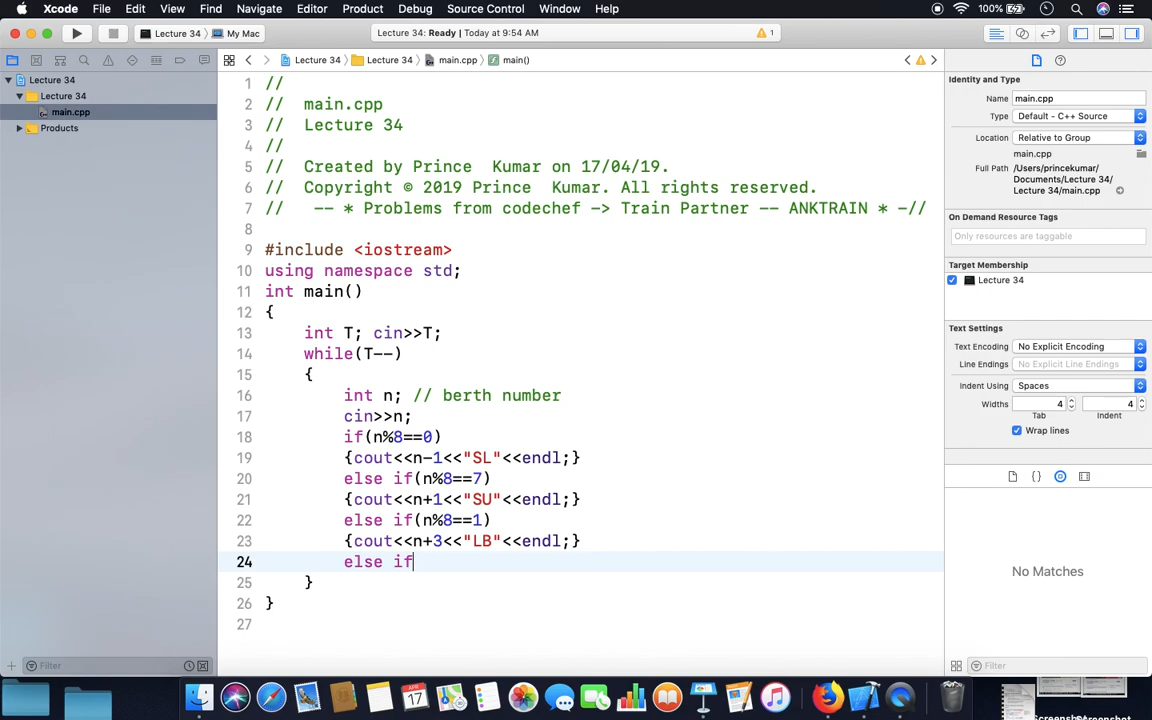 Xcode File Edit View Find Navigate Editor Product Debug Source Control Window Help 100%
Lecture 34 My Mac Lecture 34: Ready | Today at 9:54 AM 1
Lecture 34
Lecture 34
main.cpp
Products
Lecture 34 Lecture 34 main.cpp main()
1 //
2 // main.cpp
3 // Lecture 34
4 //
5 // Created by Prince Kumar on 17/04/19.
6 // Copyright © 2019 Prince Kumar. All rights reserved.
7 // -- * Problems from codechef -> Train Partner -- ANKTRAIN * -//
8
9 #include <iostream>
10 using namespace std;
11 int main()
12 {
13 int T; cin>>T;
14 while(T--)
15 {
16 int n; // berth number
17 cin>>n;
18 if(n%8==0)
19 {cout<<n-1<<"SL"<<endl;}
20 else if(n%8==7)
21 {cout<<n+1<<"SU"<<endl;}
22 else if(n%8==1)
23 {cout<<n+3<<"LB"<<endl;}
24 else if
25 }
26 }
27
Identity and Type
Name main.cpp
Type Default - C++ Source
Location Relative to Group
main.cpp
Full Path /Users/princekumar/
Documents/Lecture 34/
Lecture 34/main.cpp
On Demand Resource Tags
Only resources are taggable
Target Membership
Lecture 34
Text Settings
Text Encoding No Explicit Encoding
Line Endings No Explicit Line Endings
Indent Using Spaces
Widths 4 4
Tab Indent
Wrap lines
No Matches
Filter
Filter
APR
17